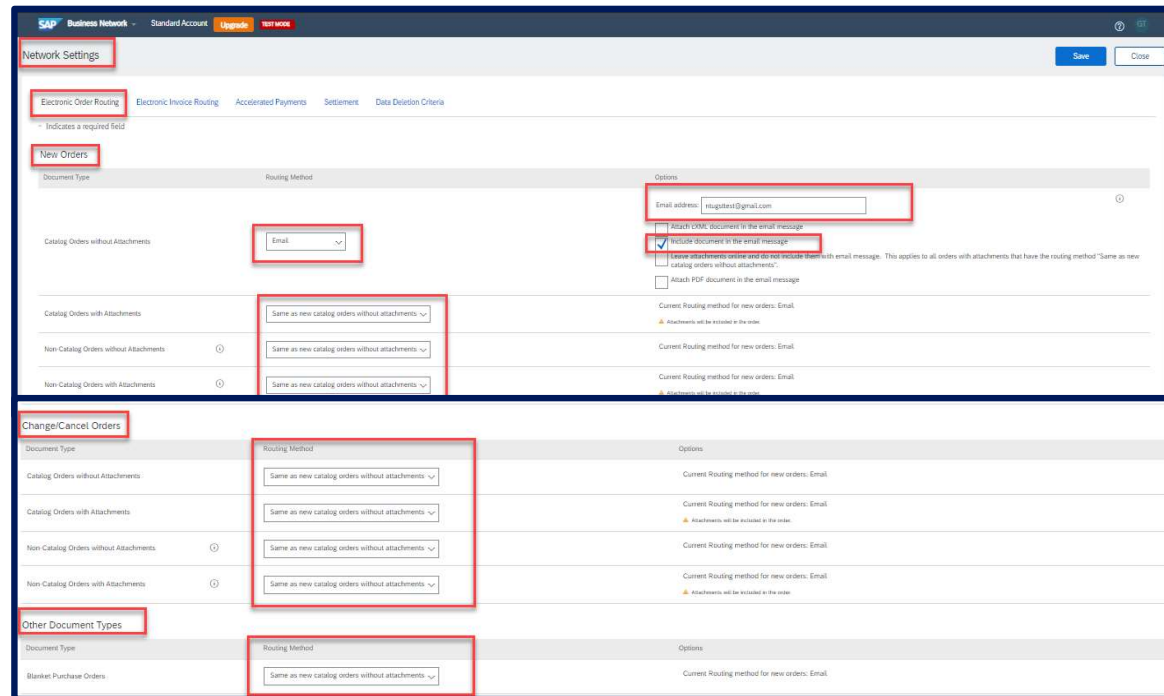 SAP Business Network Standard Account Upgrade TEST MODE GT
Network Settings Save Close
Electronic Order Routing Electronic Invoice Routing Accelerated Payments Settlement Data Deletion Criteria
Indicates a required field
New Orders
Document Type Routing Method Options
Email address: ntugsitest@gmail.com
Attach cXML document in the email message
Catalog Orders without Attachments Email Include document in the email message
Leave attachments online and do not include them with email message. This applies to all orders with attachments that have the routing method "Same as new
catalog orders without attachments".
Attach PDF document in the email message
Catalog Orders with Attachments Same as new catalog orders without attachments Current Routing method for new orders: Email
Attachments will be included in the order.
Non-Catalog Orders without Attachments Same as new catalog orders without attachments Current Routing method for new orders: Email
Non-Catalog Orders with Attachments Same as new catalog orders without attachments Current Routing method for new orders: Email
Attachments will be included in the order.
Change/Cancel Orders
Document Type Routing Method Options
Catalog Orders without Attachments Same as new catalog orders without attachments Current Routing method for new orders: Email
Catalog Orders with Attachments Same as new catalog orders without attachments Current Routing method for new orders: Email
Attachments will be included in the order.
Non-Catalog Orders without Attachments Same as new catalog orders without attachments Current Routing method for new orders: Email
Non-Catalog Orders with Attachments Same as new catalog orders without attachments Current Routing method for new orders: Email
Attachments will be included in the order.
Other Document Types
Document Type Routing Method Options
Blanket Purchase Orders Same as new catalog orders without attachments Current Routing method for new orders: Email